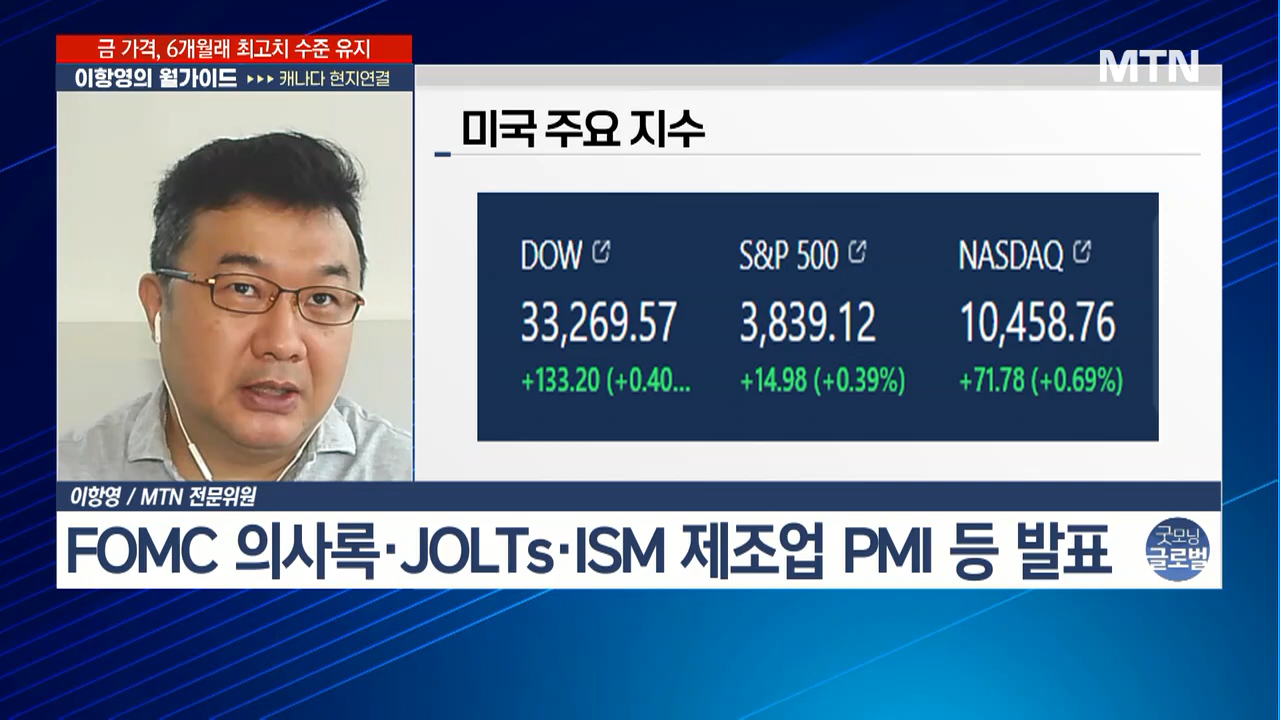 금 가격, 6개월래 최고치 수준 유지
이항영의 월가이드 ▸▸▸ 캐나다 현지연결
MTN
미국 주요 지수
DOW S&P 500 NASDAQ
33,269.57 3,839.12 10,458.76
+133.20 (+0.40... +14.98 (+0.39%) +71.78 (+0.69%)
이항영 / MTN 전문위원
FOMC 의사록·JOLTs·ISM 제조업 PMI 등 발표
굿모닝
글로벌